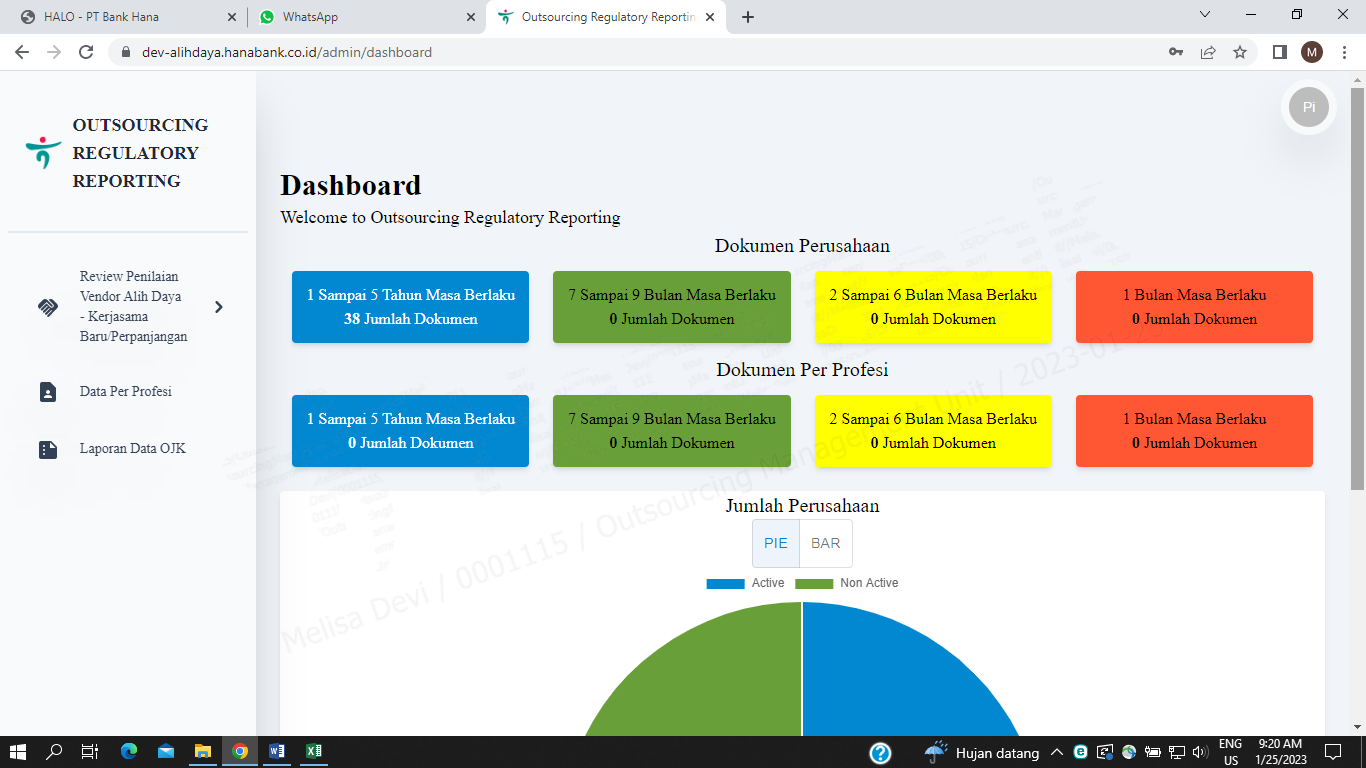 HALO - PT Bank Hana
WhatsApp
Outsourcing Regulatory Reportin
dev-alihdaya.hanabank.co.id/admin/dashboard
M
OUTSOURCING
REGULATORY
REPORTING
Pi
Dashboard
Welcome to Outsourcing Regulatory Reporting
Review Penilaian
Vendor Alih Daya
- Kerjasama
Baru/Perpanjangan
Data Per Profesi
Laporan Data OJK
Dokumen Perusahaan
1 Sampai 5 Tahun Masa Berlaku
38 Jumlah Dokumen
7 Sampai 9 Bulan Masa Berlaku
0 Jumlah Dokumen
2 Sampai 6 Bulan Masa Berlaku
0 Jumlah Dokumen
1 Bulan Masa Berlaku
0 Jumlah Dokumen
Dokumen Per Profesi
1 Sampai 5 Tahun Masa Berlaku
0 Jumlah Dokumen
7 Sampai 9 Bulan Masa Berlaku
0 Jumlah Dokumen
2 Sampai 6 Bulan Masa Berlaku
0 Jumlah Dokumen
1 Bulan Masa Berlaku
0 Jumlah Dokumen
Jumlah Perusahaan
PIE
BAR
Active
Non Active
Melisa Devi / 0001115 / Outsourcing Management Unit /
Hujan datang
ENG
US
9:20 AM
1/25/2023